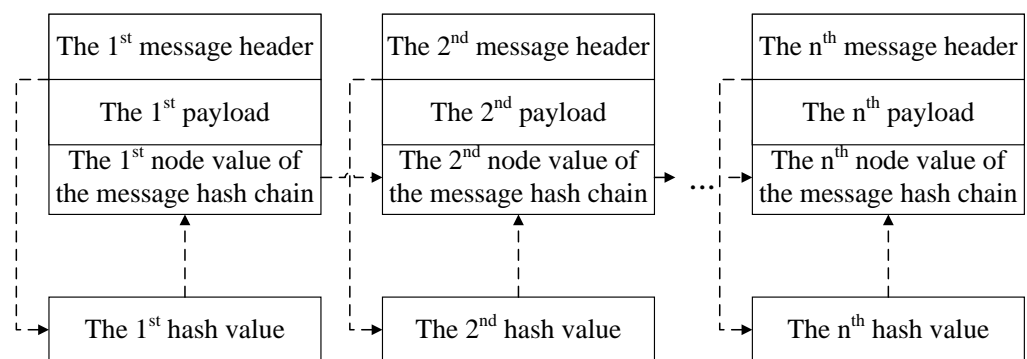 The 1st message header
The 1st payload
The 1st node value of
the message hash chain
The 1st hash value
The 2nd message header
The 2nd payload
The 2nd node value of
the message hash chain
The 2nd hash value
...
The nth message header
The nth payload
The nth node value of
the message hash chain
The nth hash value